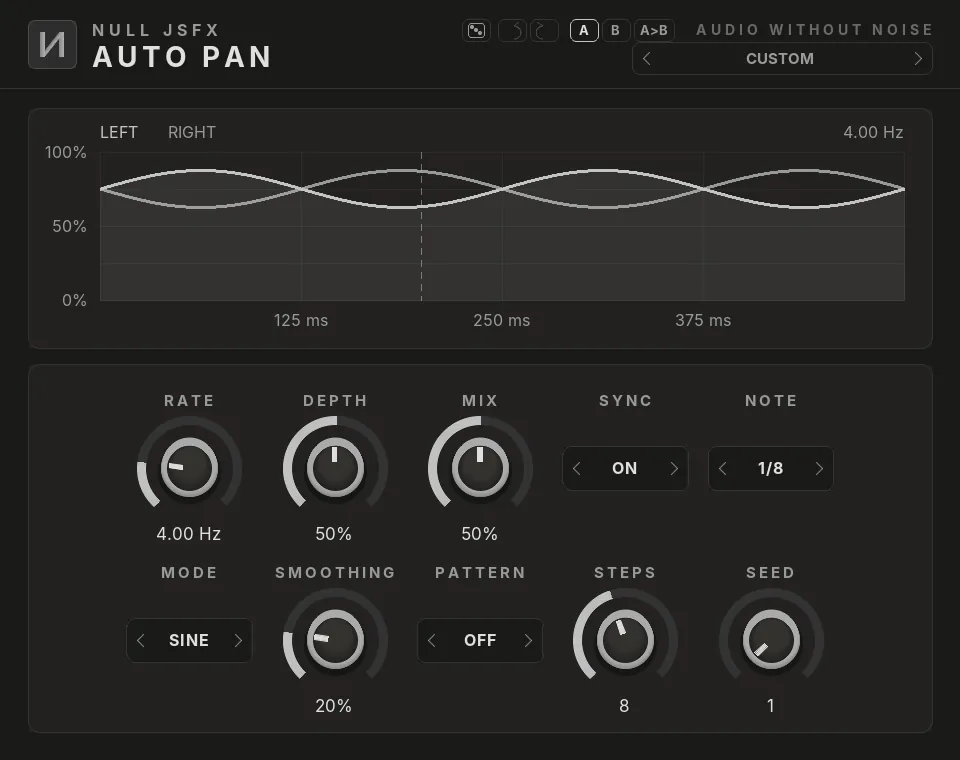 NULL JSFX
AUTO PAN
A B A>B AUDIO WITHOUT NOISE
CUSTOM
LEFT RIGHT 4.00 Hz
100%
50%
0%
125 ms 250 ms 375 ms
RATE DEPTH MIX SYNC NOTE
ON 1/8
4.00 Hz 50% 50%
MODE SMOOTHING PATTERN STEPS SEED
SINE OFF
20% 8 1